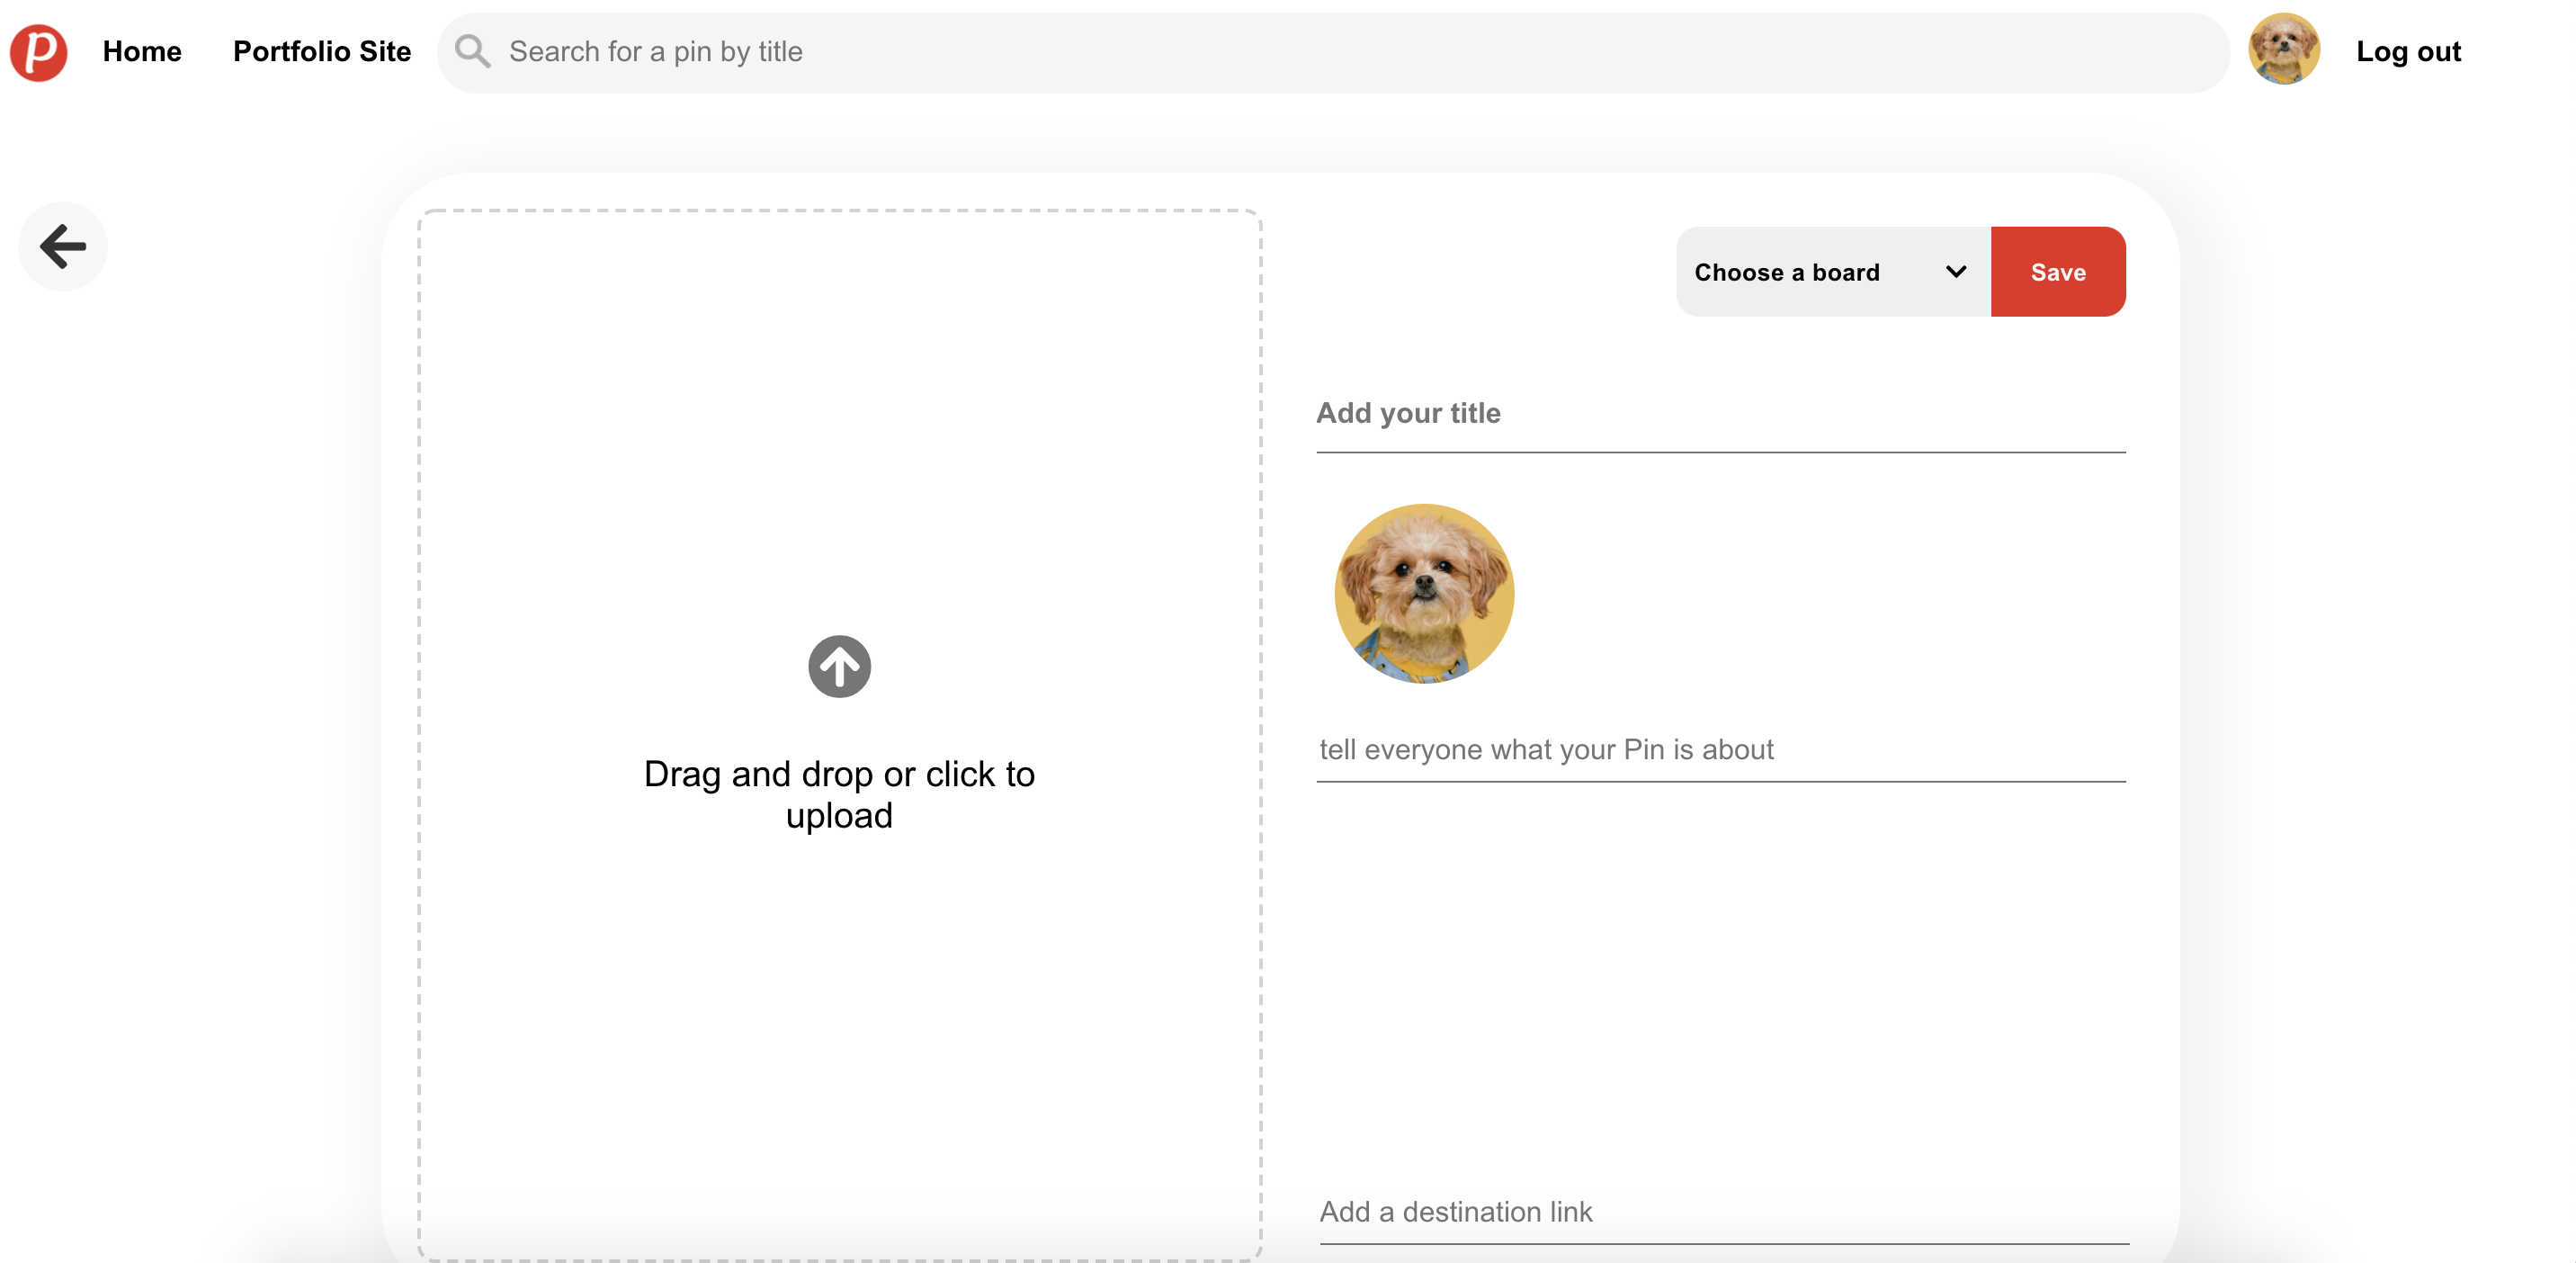 Home
Portfolio Site
Search for a pin by title
Log out
Choose a board
Save
Add your title
tell everyone what your Pin is about
Drag and drop or click to
upload
Add a destination link